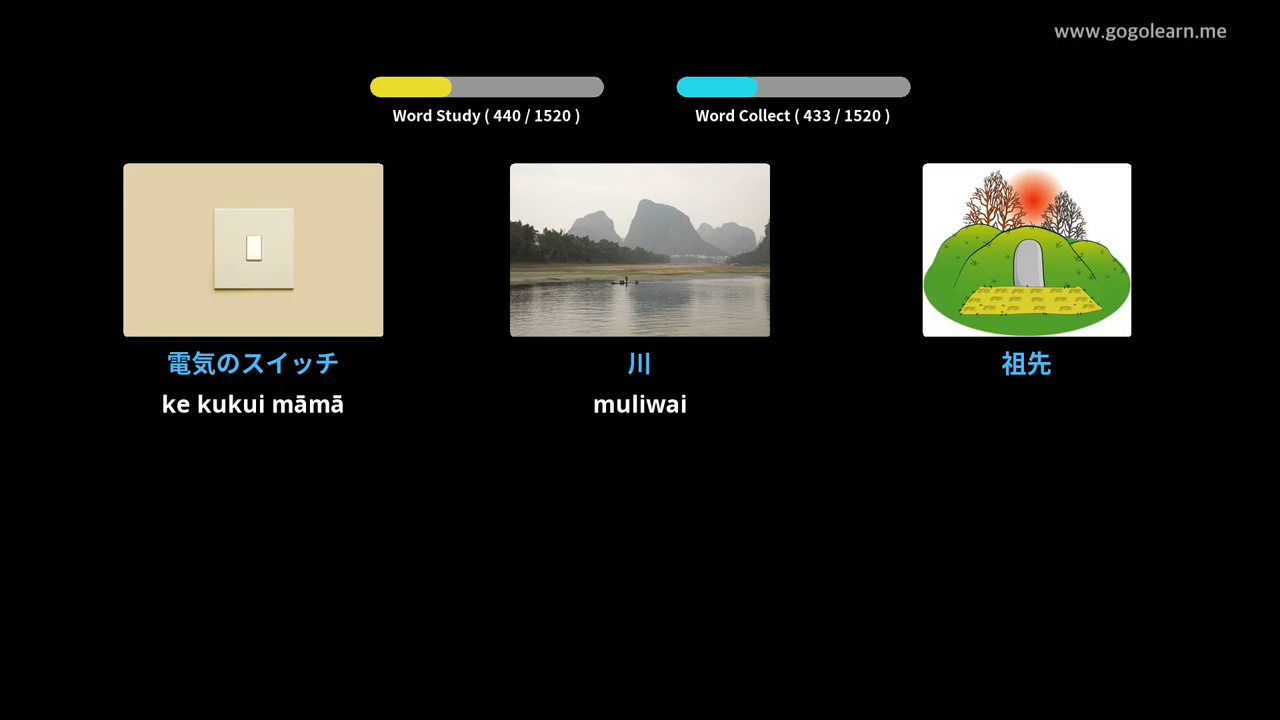 www.gogolearn.me
Word Study ( 440 / 1520 )
Word Collect ( 433 / 1520 )
電気のスイッチ
川
祖先
ke kukui māmā
muliwai